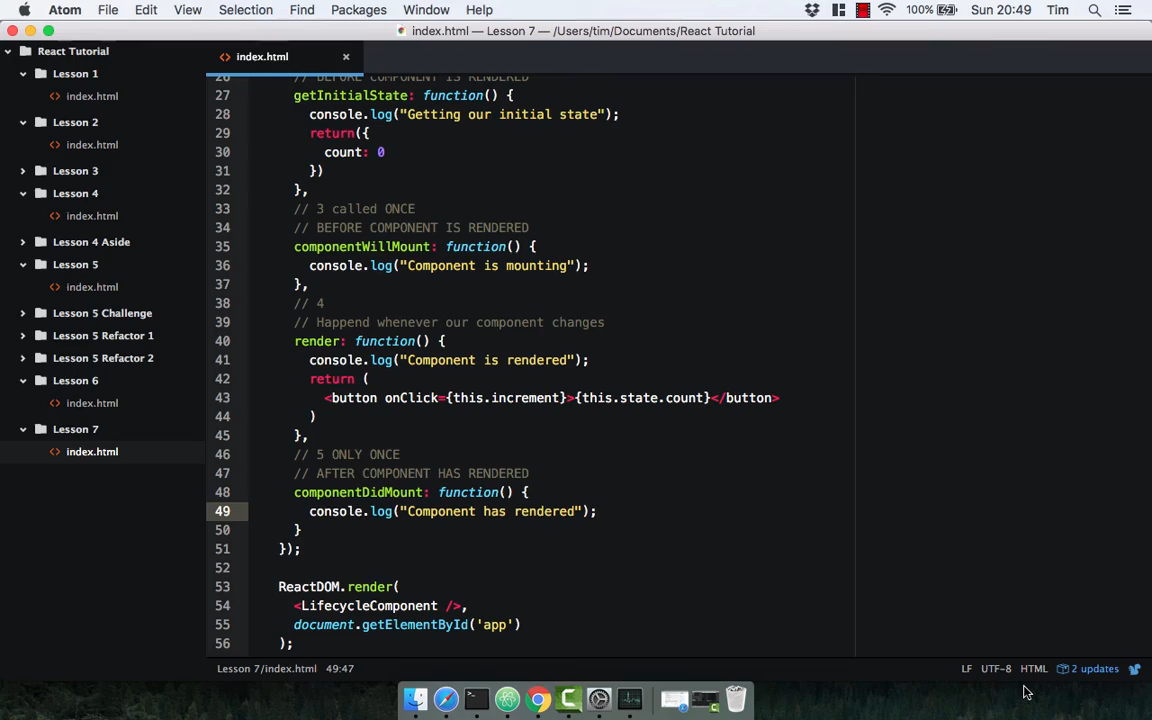 Atom File Edit View Selection Find Packages Window Help 100% Sun 20:49 Tim
index.html — Lesson 7 — /Users/tim/Documents/React Tutorial
React Tutorial
Lesson 1
index.html
Lesson 2
index.html
Lesson 3
Lesson 4
index.html
Lesson 4 Aside
Lesson 5
index.html
Lesson 5 Challenge
Lesson 5 Refactor 1
Lesson 5 Refactor 2
Lesson 6
index.html
Lesson 7
index.html
index.html
26 // BEFORE COMPONENT IS RENDERED
27 getInitialState: function() {
28 console.log("Getting our initial state");
29 return({
30 count: 0
31 })
32 },
33 // 3 called ONCE
34 // BEFORE COMPONENT IS RENDERED
35 componentWillMount: function() {
36 console.log("Component is mounting");
37 },
38 // 4
39 // Happend whenever our component changes
40 render: function() {
41 console.log("Component is rendered");
42 return (
43 <button onClick={this.increment}>{this.state.count}</button>
44 )
45 },
46 // 5 ONLY ONCE
47 // AFTER COMPONENT HAS RENDERED
48 componentDidMount: function() {
49 console.log("Component has rendered");
50 }
51 });
52
53 ReactDOM.render(
54 <LifecycleComponent />,
55 document.getElementById('app')
56 );
Lesson 7/index.html 49:47 LF UTF-8 HTML 2 updates